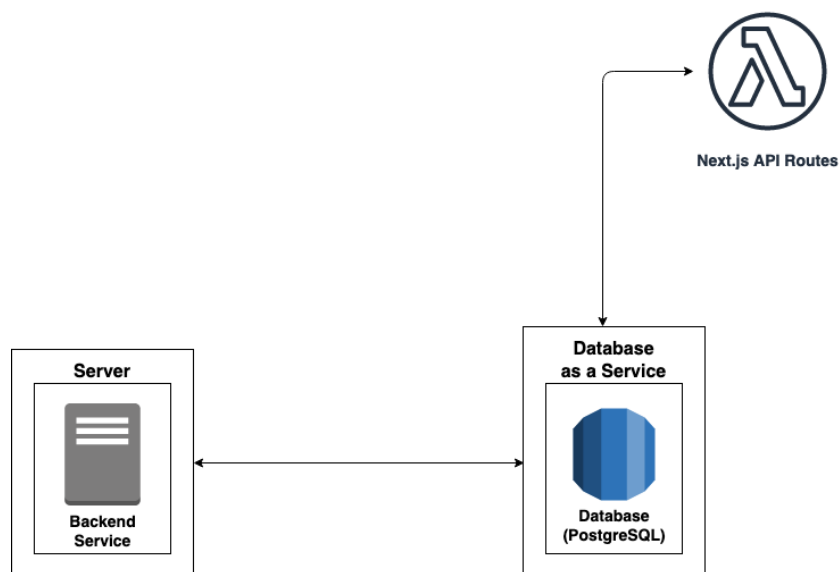 Next.js API Routes
Server
Backend
Service
Database
as a Service
Database
(PostgreSQL)